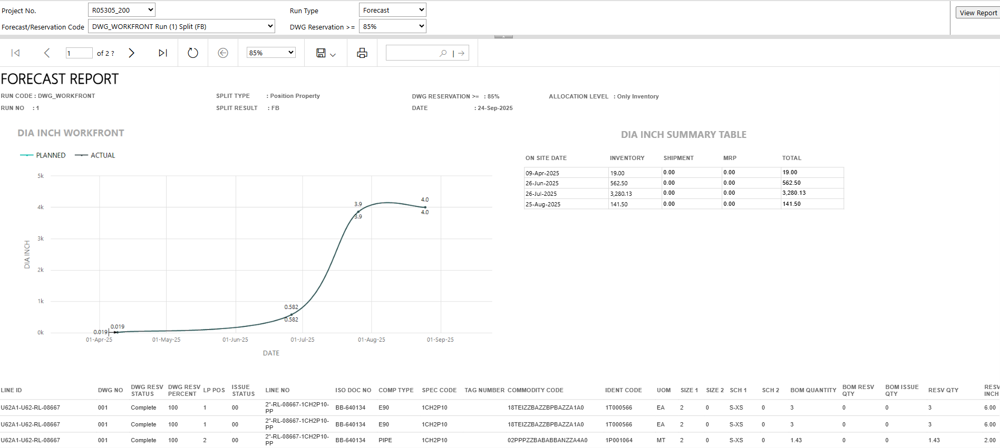 Project No. R05305_200 Run Type Forecast View Report
Forecast/Reservation Code DWG_WORKFRONT Run (1) Split (FB) DWG Reservation >= 85%
1 of 2 ? 85%
FORECAST REPORT
RUN CODE : DWG_WORKFRONT SPLIT TYPE : Position Property DWG RESERVATION >= : 85% ALLOCATION LEVEL : Only Inventory
RUN NO : 1 SPLIT RESULT : FB DATE : 24-Sep-2025
DIA INCH WORKFRONT
PLANNED ACTUAL
5k
4k
3k
2k
1k
0k
DIA INCH
0.019
0.019
0.582
0.582
3.9
3.9
4.0
4.0
01-Apr-25 01-May-25 01-Jun-25 01-Jul-25 01-Aug-25 01-Sep-25
DATE
DIA INCH SUMMARY TABLE
ON SITE DATE INVENTORY SHIPMENT MRP TOTAL
09-Apr-2025 19.00 0.00 0.00 19.00
26-Jun-2025 562.50 0.00 0.00 562.50
26-Jul-2025 3,280.13 0.00 0.00 3,280.13
25-Aug-2025 141.50 0.00 0.00 141.50
LINE ID DWG NO DWG RESV STATUS DWG RESV PERCENT LP POS ISSUE STATUS LINE NO ISO DOC NO COMP TYPE SPEC CODE TAG NUMBER COMMODITY CODE IDENT CODE UOM SIZE 1 SIZE 2 SCH 1 SCH 2 BOM QUANTITY BOM RESV QTY BOM ISSUE QTY RESV QTY RESV INCH
U62A1-U62-RL-08667 001 Complete 100 1 00 2"-RL-08667-1CH2P10-PP BB-640134 E90 1CH2P10 18TEIZZBAZZBPBAZZA1A0 1T000566 EA 2 0 S-XS 0 3 0 0 3 6.00
U62A1-U62-RL-08667 001 Complete 100 1 00 2"-RL-08667-1CH2P10-PP BB-640134 E90 1CH2P10 18TEIZZBAZZBPBAZZA1A0 1T000566 EA 2 0 S-XS 0 3 0 0 3 6.00
U62A1-U62-RL-08667 001 Complete 100 2 00 2"-RL-08667-1CH2P10-PP BB-640134 PIPE 1CH2P10 02PPPZZBABABBANZZA4A0 1P001064 MT 2 0 S-XS 0 1.43 0 0 1.43 2.00